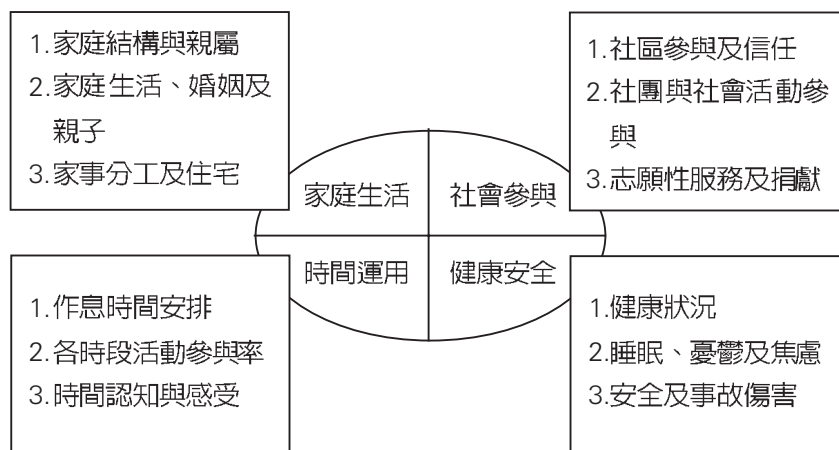 1.家庭結構與親屬
2.家庭生活、婚姻及
親子
3.家事分工及住宅
1.社區參與及信任
2.社團與社會活動參
與
3.志願性服務及捐獻
家庭生活
社會參與
時間運用
健康安全
1.作息時間安排
2.各時段活動參與率
3.時間認知與感受
1.健康狀況
2.睡眠、憂鬱及焦慮
3.安全及事故傷害